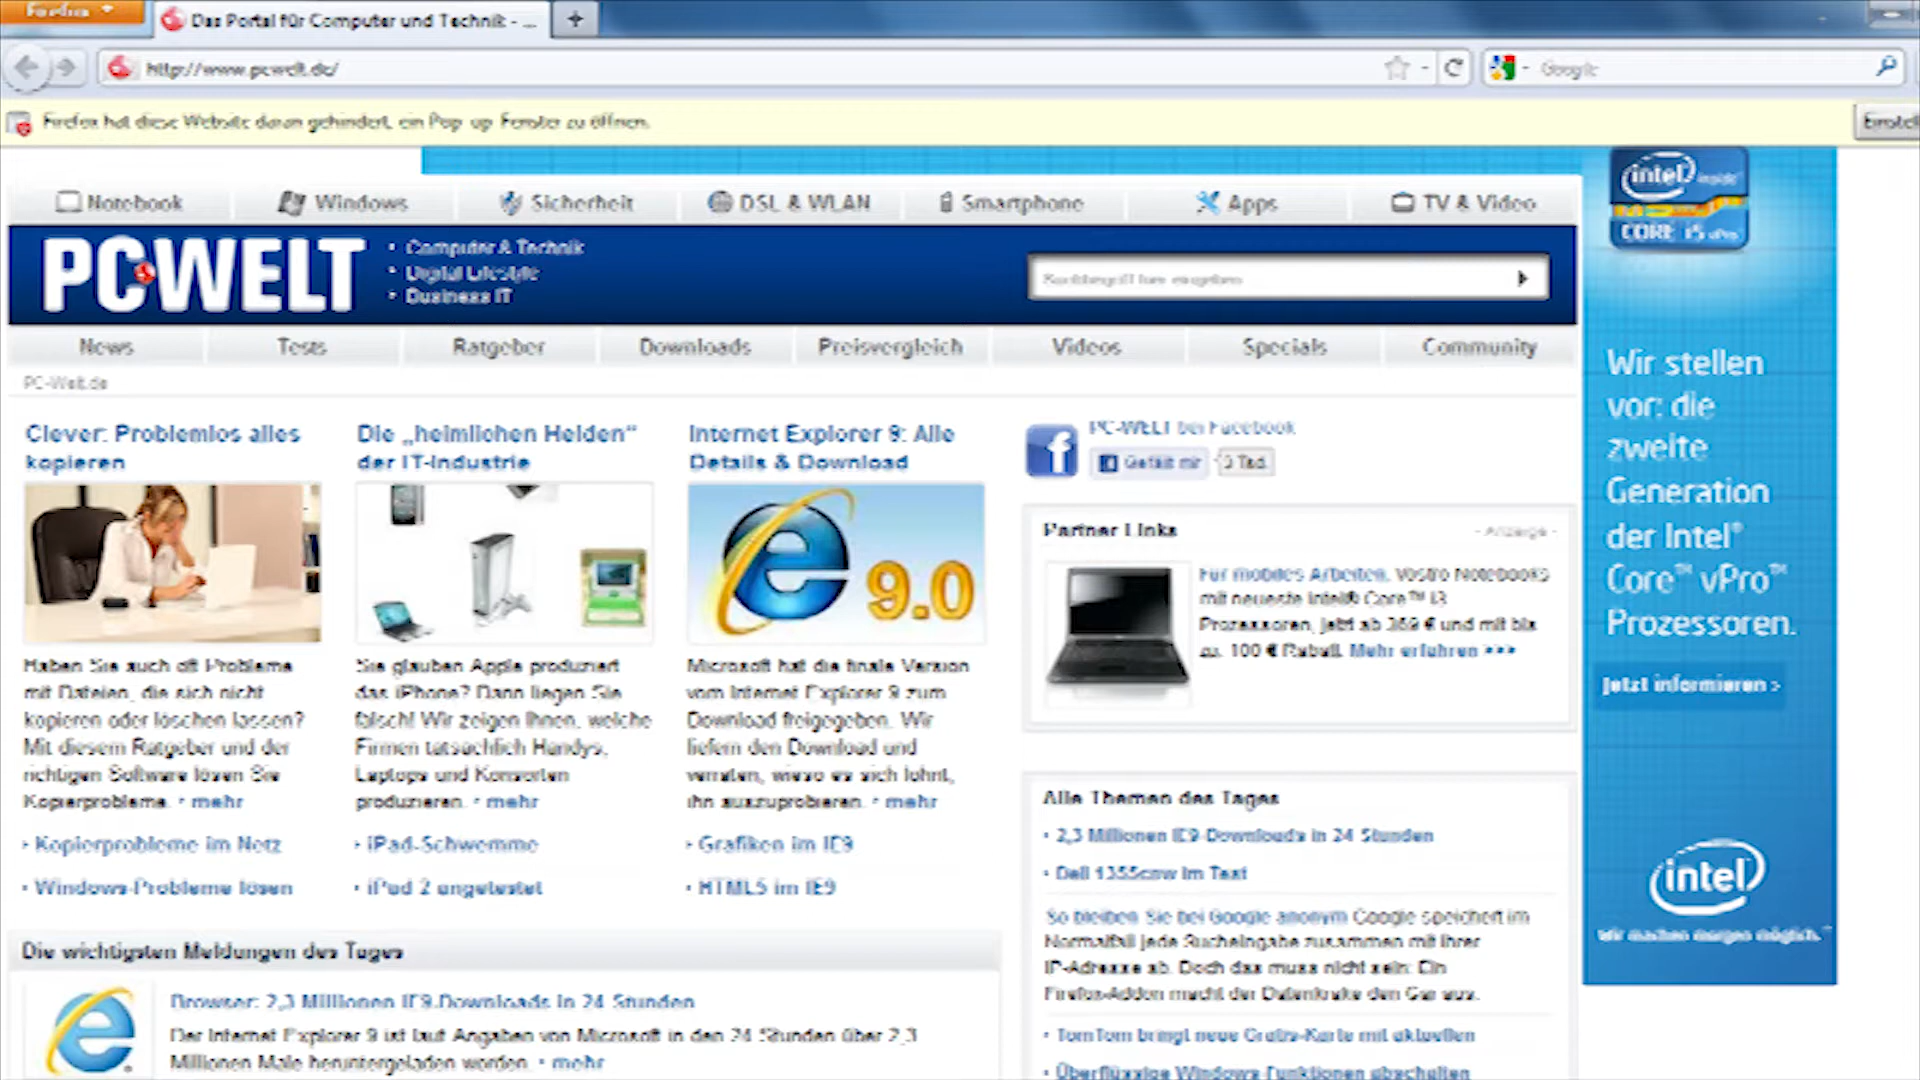 Firefox
Das Portal für Computer und Technik - ...
http://www.pcwelt.de/
Google
Firefox hat diese Website daran gehindert, ein Pop-up-Fenster zu öffnen.
Einstel
Notebook
Windows
Sicherheit
DSL & WLAN
Smartphone
Apps
TV & Video
intel inside
CORE i5 vPro
PCWELT
• Computer & Technik
• Digital Lifestyle
• Business IT
Suchbegriff hier eingeben
News
Tests
Ratgeber
Downloads
Preisvergleich
Videos
Specials
Community
PC-Welt.de
Clever: Problemlos alles
kopieren
Haben Sie auch oft Probleme
mit Dateien, die sich nicht
kopieren oder löschen lassen?
Mit diesem Ratgeber und der
richtigen Software lösen Sie
Kopierprobleme. • mehr
› Kopierprobleme im Netz
› Windows-Probleme lösen
Die „heimlichen Helden"
der IT-Industrie
Sie glauben Apple produziert
das iPhone? Dann liegen Sie
falsch! Wir zeigen Ihnen, welche
Firmen tatsächlich Handys,
Laptops und Konsorten
produzieren. • mehr
› iPad-Schwemme
› iPad 2 angetestet
Internet Explorer 9: Alle
Details & Download
9.0
Microsoft hat die finale Version
vom Internet Explorer 9 zum
Download freigegeben. Wir
liefern den Download und
verraten, wieso es sich lohnt,
ihn auszuprobieren. • mehr
› Grafiken im IE9
› HTML5 im IE9
PC-WELT bei Facebook
Gefällt mir
Tsd.
Partner Links
- Anzeige -
Für mobiles Arbeiten. Vostro Notebooks
mit neueste Intel® Core™ i3
Prozessoren, jetzt ab 369 € und mit bis
zu 100 € Rabatt. Mehr erfahren >>>
Alle Themen des Tages
• 2,3 Millionen IE9-Downloads in 24 Stunden
• Dell 1355cnw im Test
So bleiben Sie bei Google anonym Google speichert im
Normalfall jede Sucheingabe zusammen mit Ihrer
IP-Adresse ab. Doch das muss nicht sein: Ein
Firefox-Addon macht der Datenkrake den Gar aus.
• TomTom bringt neue Gratis-Karte mit aktuellen
• Überflüssige Windows-Funktionen abschalten
Die wichtigsten Meldungen des Tages
Browser: 2,3 Millionen IE9-Downloads in 24 Stunden
Der Internet Explorer 9 ist laut Angaben von Microsoft in den 24 Stunden über 2,3
Millionen Male heruntergeladen worden. • mehr
Wir stellen
vor: die
zweite
Generation
der Intel®
Core™ vPro™
Prozessoren.
Jetzt informieren >
intel
Wir machen morgen möglich.™